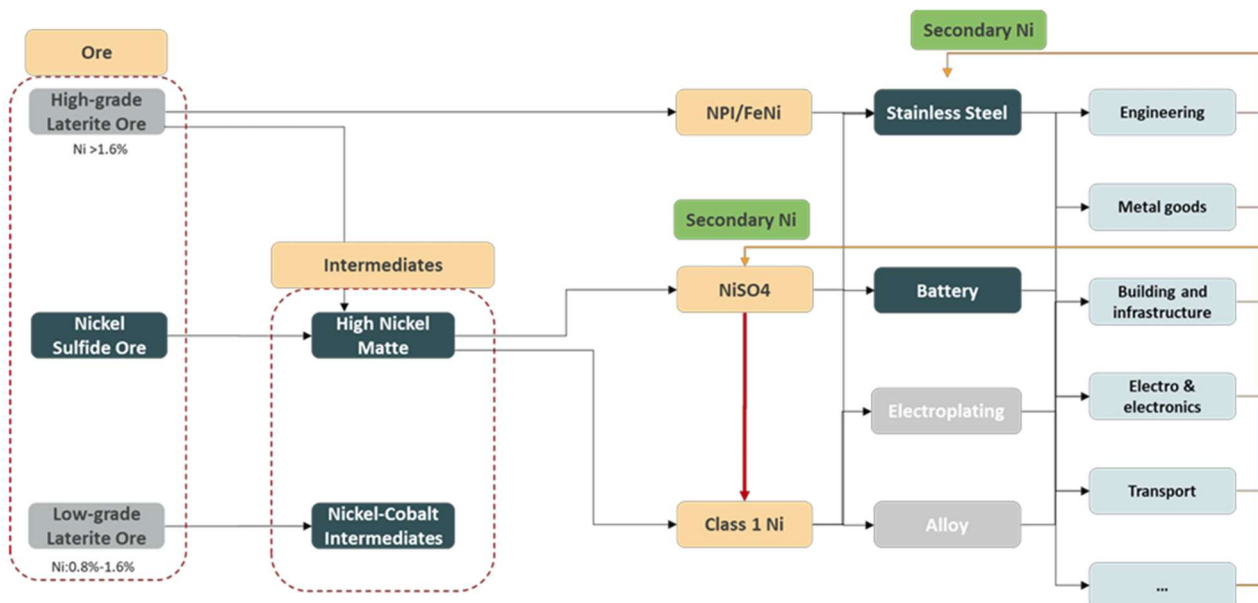 Ore
High-grade
Laterite Ore
Ni >1.6%
Nickel
Sulfide Ore
Low-grade
Laterite Ore
Ni:0.8%-1.6%
Intermediates
High Nickel
Matte
Nickel-Cobalt
Intermediates
NPI/FeNi
Secondary Ni
NiSO4
Class 1 Ni
Secondary Ni
Stainless Steel
Battery
Electroplating
Alloy
Engineering
Metal goods
Building and
infrastructure
Electro &
electronics
Transport
...